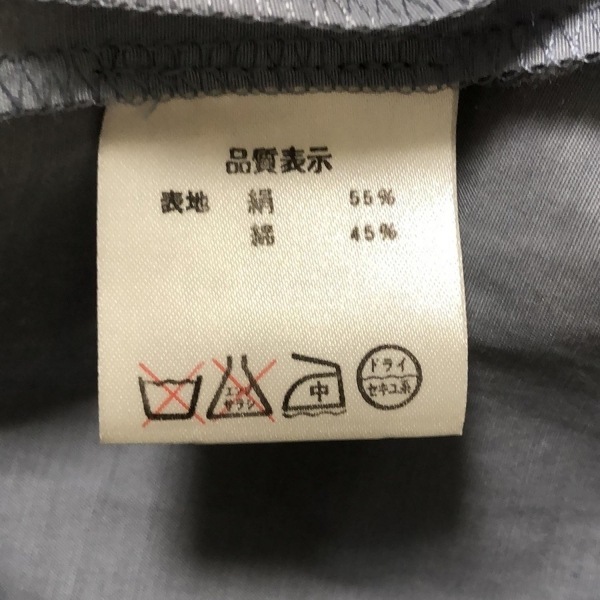 品質表示
表地 絹 55%
綿 45%
エンソ
サラシ
中
ドライ
セキユ系